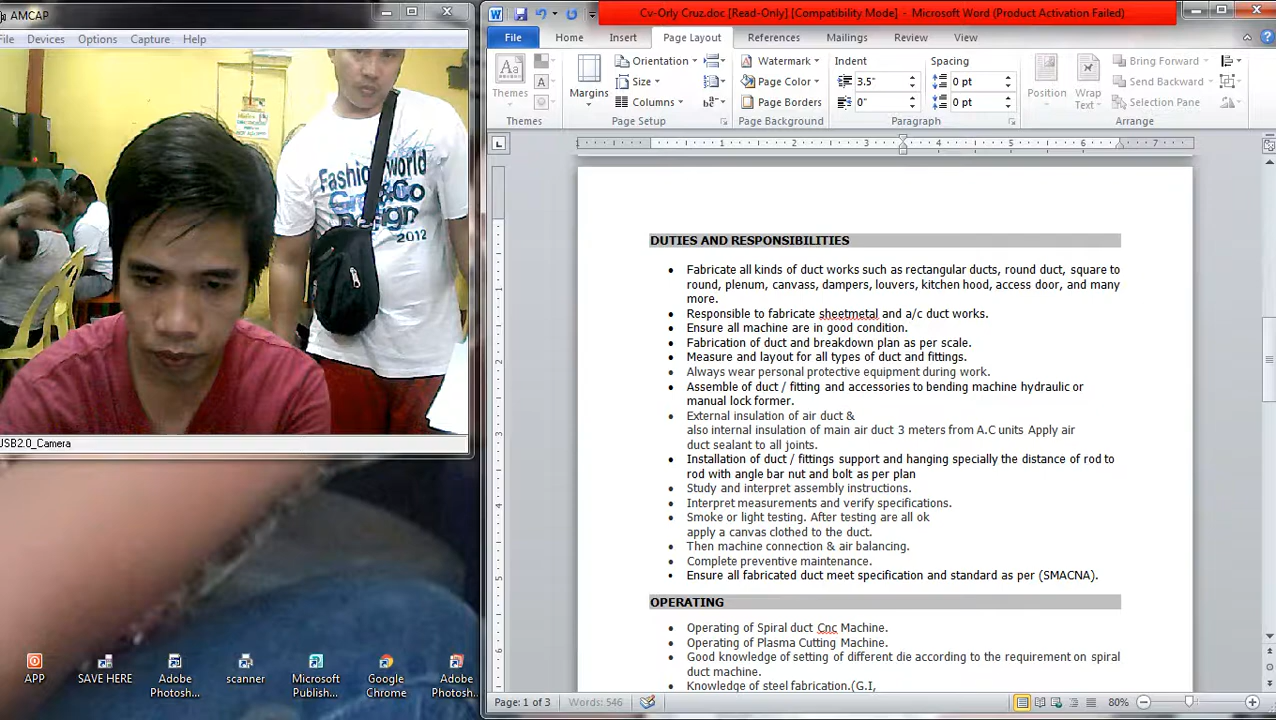 AMCAP
File Devices Options Capture Help
Fashion world
Design
2012
USB2.0_Camera
APP
SAVE HERE
Adobe Photosh...
scanner
Microsoft Publish...
Google Chrome
Adobe Photosh...
Cv-Orly Cruz.doc [Read-Only] [Compatibility Mode] - Microsoft Word (Product Activation Failed)
File Home Insert Page Layout References Mailings Review View
Themes
Margins
Orientation
Size
Columns
Watermark
Page Color
Page Borders
Indent
3.5"
0"
Spacing
0 pt
0 pt
Position
Wrap Text
Bring Forward
Send Backward
Selection Pane
Themes Page Setup Page Background Paragraph Arrange
1 2 3 4 5 6 7
DUTIES AND RESPONSIBILITIES
• Fabricate all kinds of duct works such as rectangular ducts, round duct, square to
round, plenum, canvass, dampers, louvers, kitchen hood, access door, and many
more.
• Responsible to fabricate sheetmetal and a/c duct works.
• Ensure all machine are in good condition.
• Fabrication of duct and breakdown plan as per scale.
• Measure and layout for all types of duct and fittings.
• Always wear personal protective equipment during work.
• Assemble of duct / fitting and accessories to bending machine hydraulic or
manual lock former.
• External insulation of air duct &
also internal insulation of main air duct 3 meters from A.C units Apply air
duct sealant to all joints.
• Installation of duct / fittings support and hanging specially the distance of rod to
rod with angle bar nut and bolt as per plan
• Study and interpret assembly instructions.
• Interpret measurements and verify specifications.
• Smoke or light testing. After testing are all ok
apply a canvas clothed to the duct.
• Then machine connection & air balancing.
• Complete preventive maintenance.
• Ensure all fabricated duct meet specification and standard as per (SMACNA).
OPERATING
• Operating of Spiral duct Cnc Machine.
• Operating of Plasma Cutting Machine.
• Good knowledge of setting of different die according to the requirement on spiral
duct machine.
• Knowledge of steel fabrication.(G.I,
Page: 1 of 3 Words: 546 80%